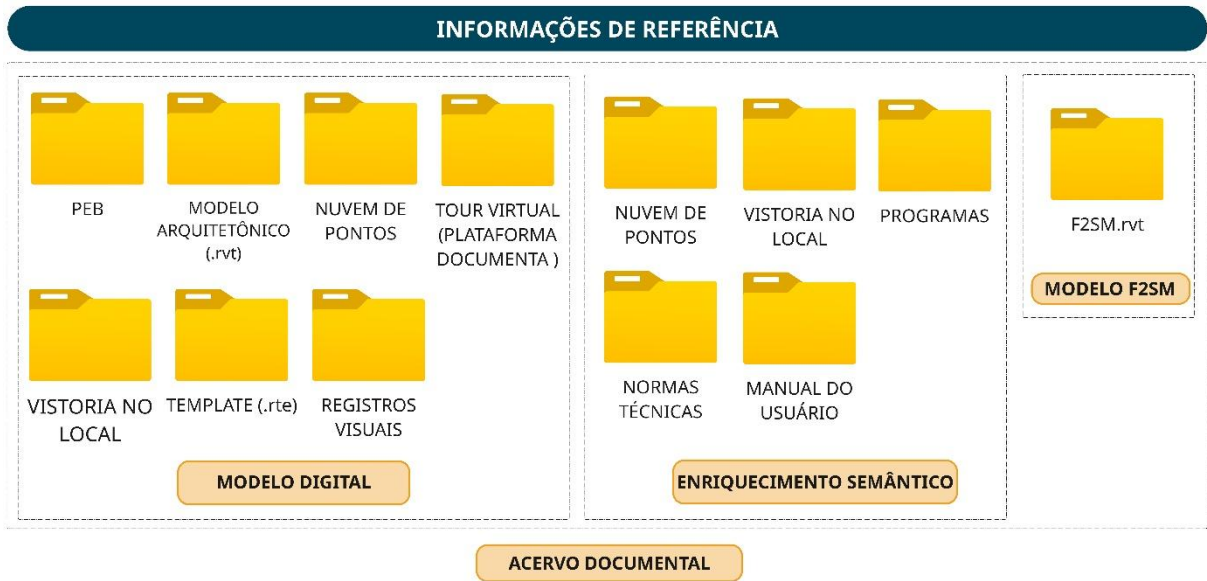 INFORMAÇÕES DE REFERÊNCIA
PEB
MODELO
ARQUITETÔNICO
(.rvt)
NUVEM DE
PONTOS
TOUR VIRTUAL
(PLATAFORMA
DOCUMENTA )
VISTORIA NO
LOCAL
TEMPLATE (.rte)
REGISTROS
VISUAIS
MODELO DIGITAL
NUVEM DE
PONTOS
VISTORIA NO
LOCAL
PROGRAMAS
NORMAS
TÉCNICAS
MANUAL DO
USUÁRIO
ENRIQUECIMENTO SEMÂNTICO
F2SM.rvt
MODELO F2SM
ACERVO DOCUMENTAL